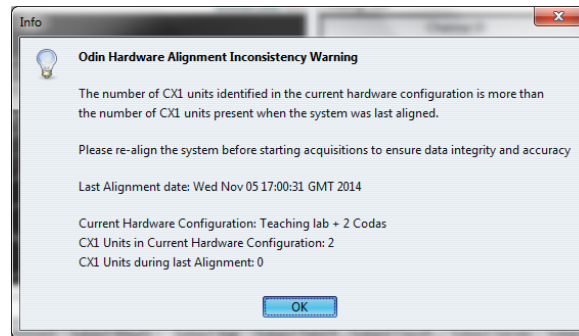 Info
Odin Hardware Alignment Inconsistency Warning
The number of CX1 units identified in the current hardware configuration is more than
the number of CX1 units present when the system was last aligned.
Please re-align the system before starting acquisitions to ensure data integrity and accuracy
Last Alignment date: Wed Nov 05 17:00:31 GMT 2014
Current Hardware Configuration: Teaching lab + 2 Codas
CX1 Units in Current Hardware Configuration: 2
CX1 Units during last Alignment: 0
OK